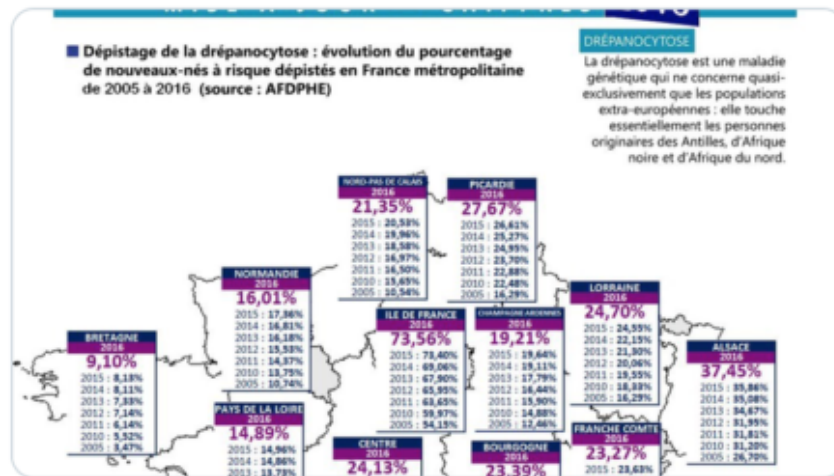 ■ Dépistage de la drépanocytose : évolution du pourcentage
de nouveaux-nés à risque dépistés en France métropolitaine
de 2005 à 2016 (source : AFDPHE)
DRÉPANOCYTOSE
La drépanocytose est une maladie
génétique qui ne concerne quasi-
exclusivement que les populations
extra-européennes : elle touche
essentiellement les personnes
originaires des Antilles, d'Afrique
noire et d'Afrique du nord.
NORD-PAS DE CALAIS
2016
21,35%
2015 : 20,53%
2014 : 19,96%
2013 : 18,58%
2012 : 16,97%
2011 : 16,50%
2010 : 15,65%
2005 : 10,54%
PICARDIE
2016
27,67%
2015 : 26,61%
2014 : 25,27%
2013 : 24,95%
2012 : 23,70%
2011 : 22,88%
2010 : 22,48%
2005 : 16,29%
NORMANDIE
2016
16,01%
2015 : 17,36%
2014 : 16,81%
2013 : 16,18%
2012 : 15,53%
2011 : 14,37%
2010 : 13,75%
2005 : 10,74%
ILE DE FRANCE
2016
73,56%
2015 : 73,40%
2014 : 69,06%
2013 : 67,90%
2012 : 65,95%
2011 : 63,65%
2010 : 59,97%
2005 : 54,15%
CHAMPAGNE ARDENNES
2016
19,21%
2015 : 19,64%
2014 : 19,11%
2013 : 17,79%
2012 : 16,44%
2011 : 15,90%
2010 : 14,88%
2005 : 12,46%
LORRAINE
2016
24,70%
2015 : 24,55%
2014 : 22,15%
2013 : 21,30%
2012 : 20,06%
2011 : 19,55%
2010 : 18,33%
2005 : 16,29%
BRETAGNE
2016
9,10%
2015 : 8,13%
2014 : 8,11%
2013 : 7,33%
2012 : 7,14%
2011 : 6,14%
2010 : 5,52%
2005 : 3,47%
ALSACE
2016
37,45%
2015 : 35,86%
2014 : 35,08%
2013 : 34,67%
2012 : 31,95%
2011 : 31,81%
2010 : 31,20%
2005 : 26,70%
PAYS DE LA LOIRE
2016
14,89%
2015 : 14,96%
2014 : 14,86%
2013 : 13,73%
CENTRE
2016
24,13%
BOURGOGNE
2016
23,39%
FRANCHE COMTE
2016
23,27%
2015 : 23,63%